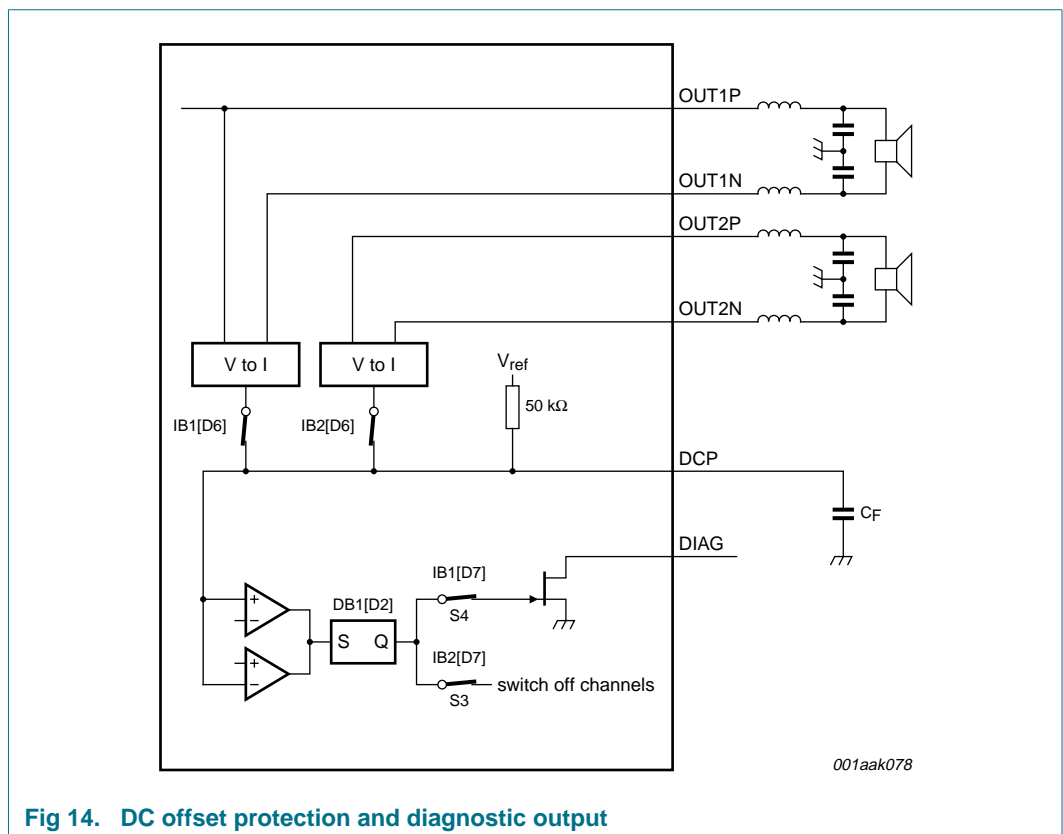 OUT1P
OUT1N
OUT2P
OUT2N
V to I
V to I
Vref
50 kΩ
IB1[D6]
IB2[D6]
DCP
CF
DIAG
IB1[D7]
DB1[D2]
+
−
S Q
S4
IB2[D7]
+
−
switch off channels
S3
001aak078
Fig 14. DC offset protection and diagnostic output